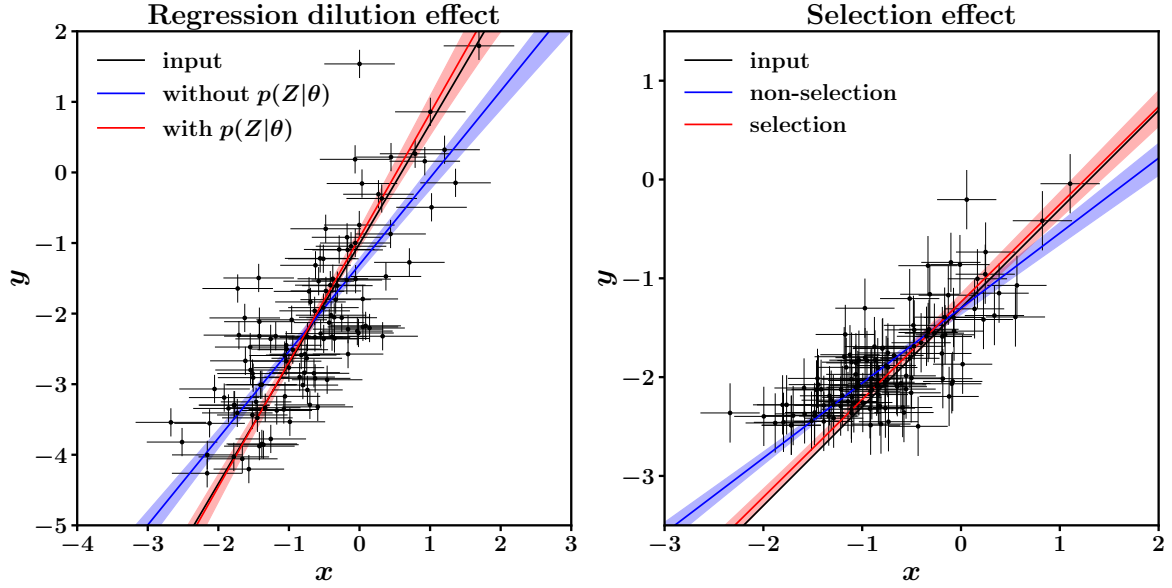 Regression dilution effect
input
without p(Z|θ)
with p(Z|θ)
2
1
0
−1
−2
−3
−4
−5
y
−4
−3
−2
−1
0
1
2
3
x
Selection effect
input
non-selection
selection
1
0
−1
−2
−3
y
−3
−2
−1
0
1
2
x